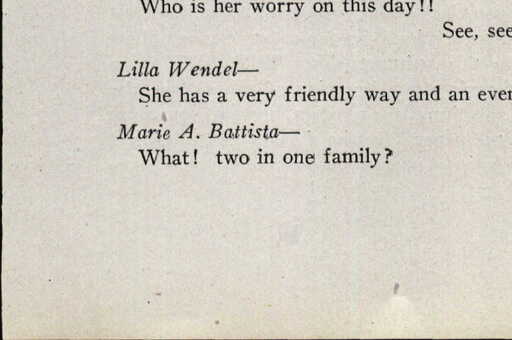 Who is her worry on this day!!
See, see
Lilla Wendel—
She has a very friendly way and an even
Marie A. Battista—
What! two in one family?